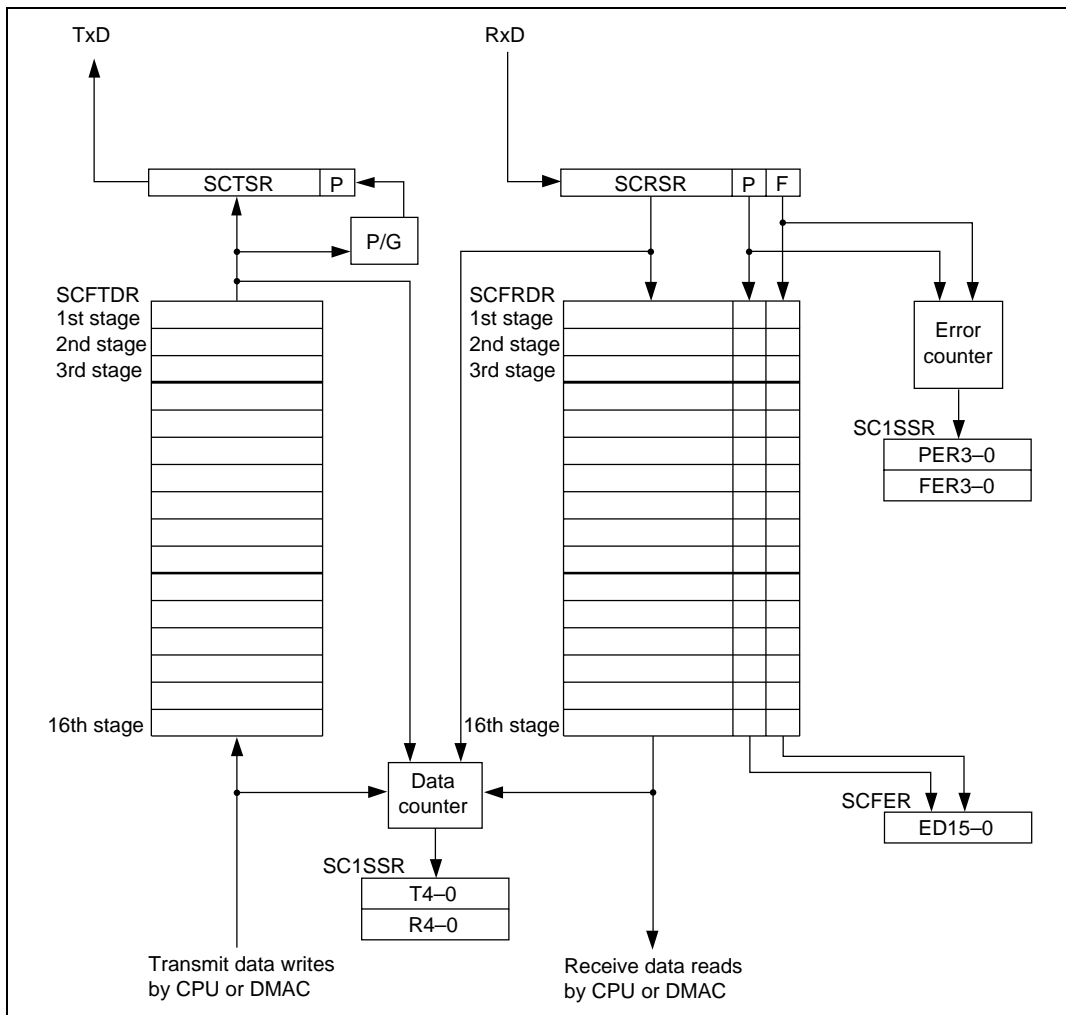 TxD
RxD
SCTSR
P
SCRSR
P
F
P/G
SCFTDR
1st stage
2nd stage
3rd stage
16th stage
SCFRDR
1st stage
2nd stage
3rd stage
16th stage
Error
counter
SC1SSR
PER3–0
FER3–0
Data
counter
SCFER
ED15–0
SC1SSR
T4–0
R4–0
Transmit data writes
by CPU or DMAC
Receive data reads
by CPU or DMAC